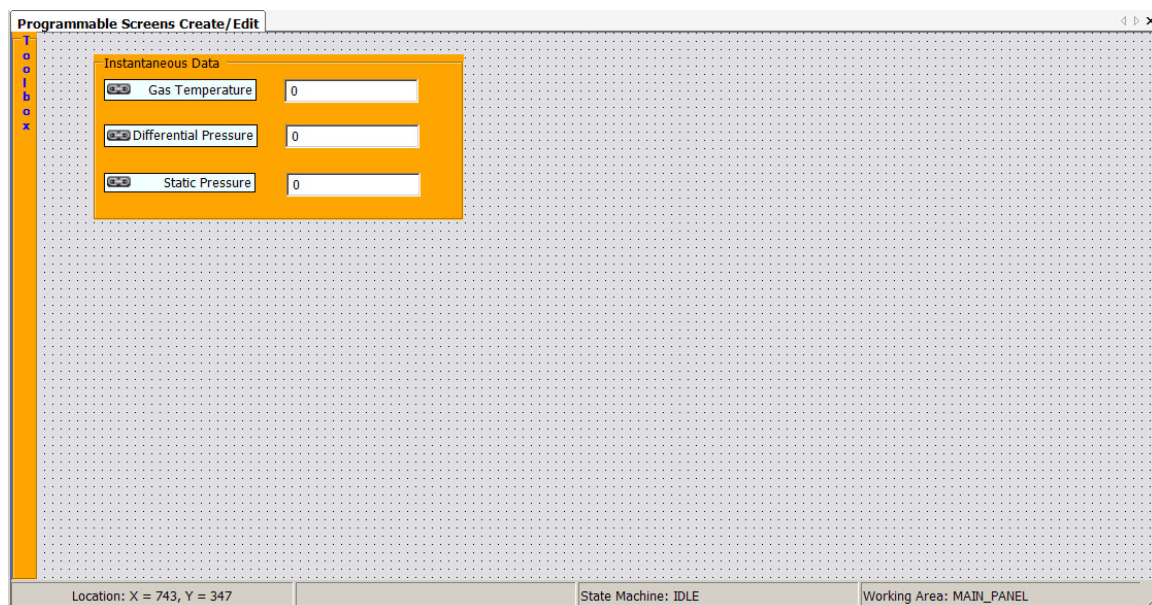 Programmable Screens Create/Edit
Toolbox
Instantaneous Data
Gas Temperature 0
Differential Pressure 0
Static Pressure 0
Location: X = 743, Y = 347 State Machine: IDLE Working Area: MAIN_PANEL